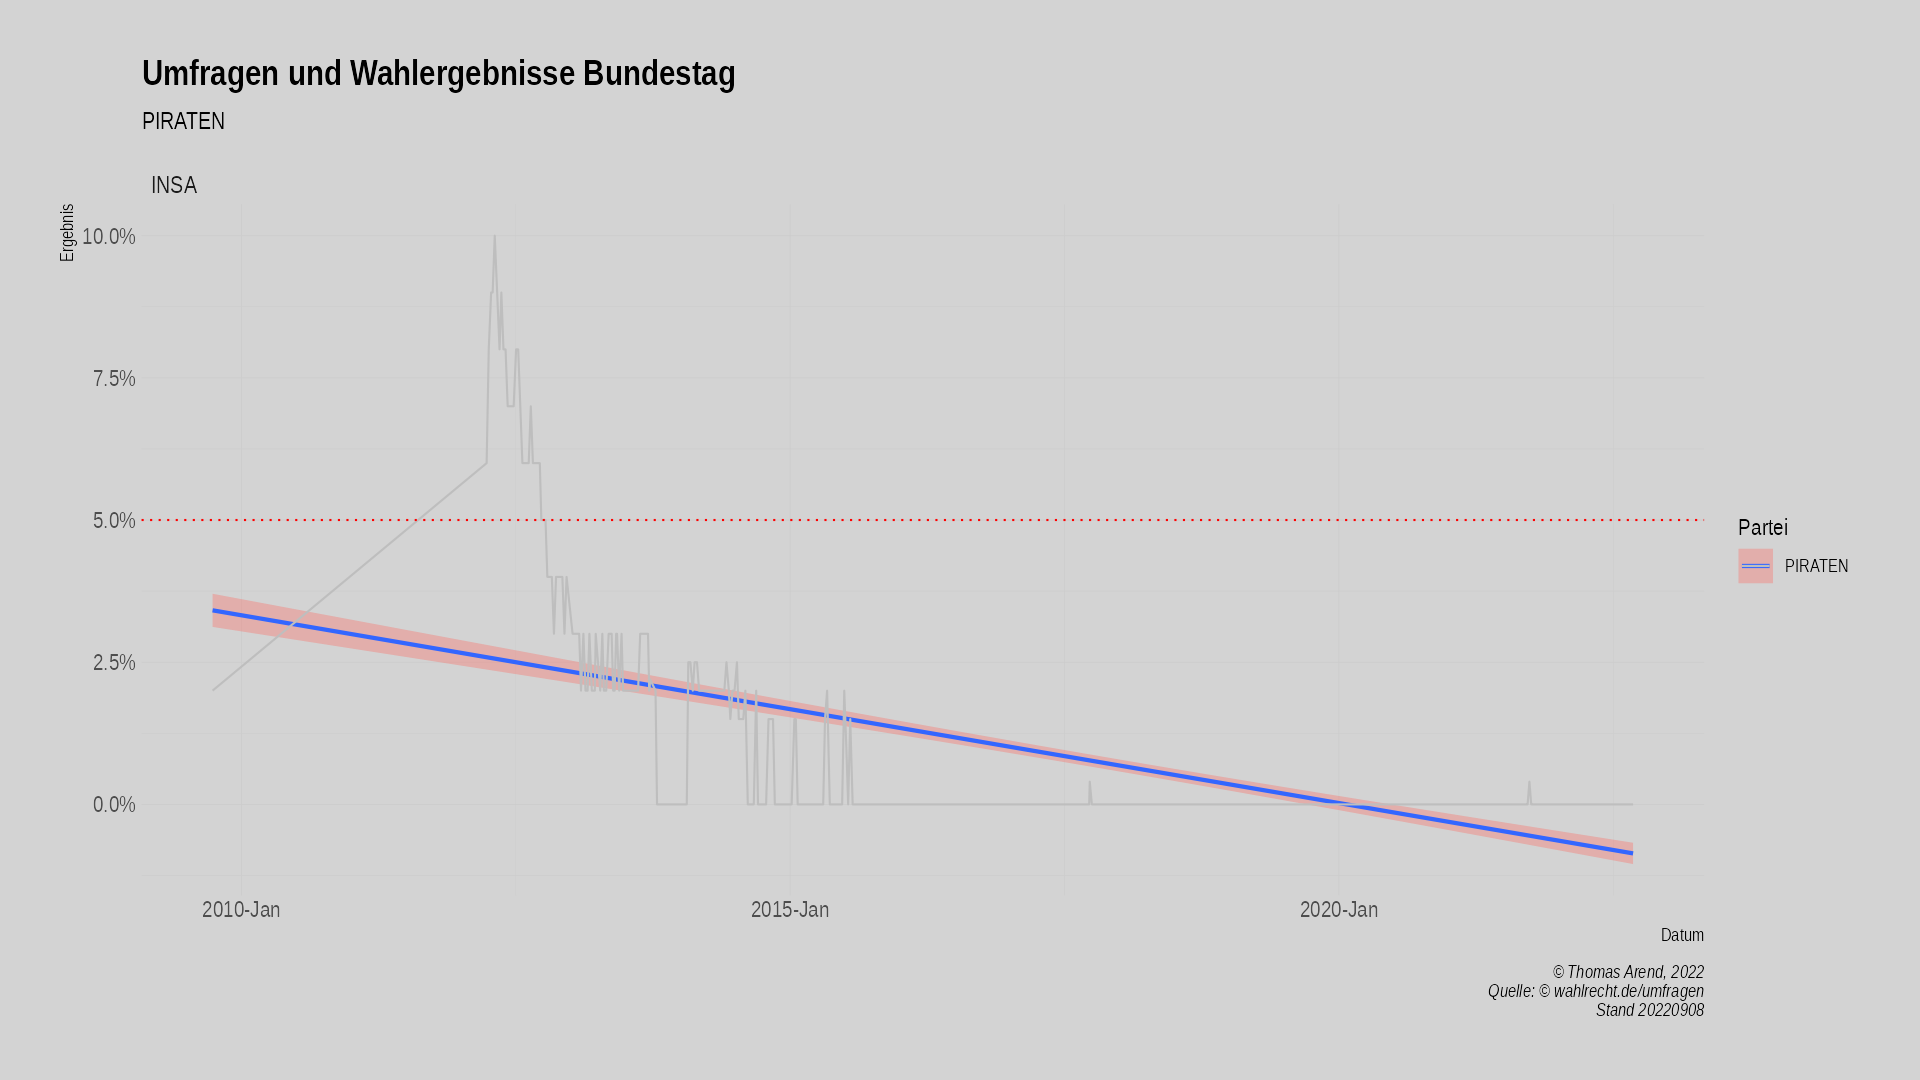 Umfragen und Wahlergebnisse Bundestag
PIRATEN
INSA
Ergebnis
10.0%
7.5%
5.0%
2.5%
0.0%
2010-Jan
2015-Jan
2020-Jan
Datum
Partei
PIRATEN
© Thomas Arend, 2022
Quelle: © wahlrecht.de/umfragen
Stand 20220908